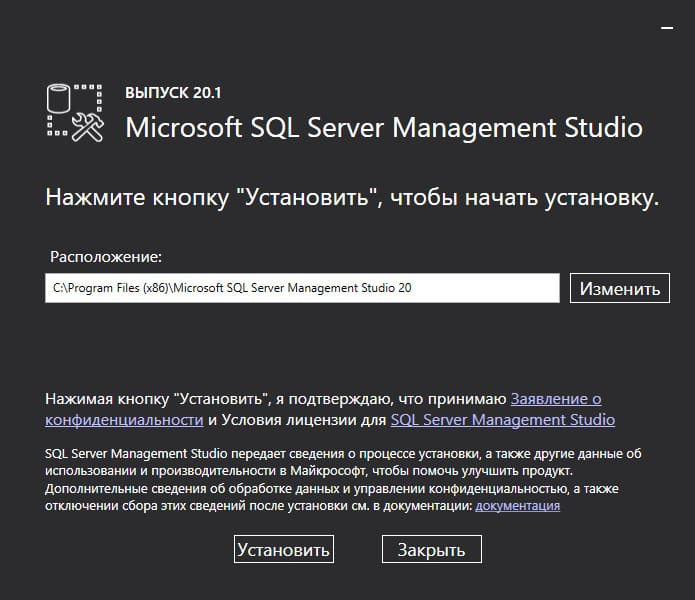 ВЫПУСК 20.1
Microsoft SQL Server Management Studio
Нажмите кнопку "Установить", чтобы начать установку.
Расположение:
C:\Program Files (x86)\Microsoft SQL Server Management Studio 20
Изменить
Нажимая кнопку "Установить", я подтверждаю, что принимаю Заявление о
конфиденциальности и Условия лицензии для SQL Server Management Studio
SQL Server Management Studio передает сведения о процессе установки, а также другие данные об
использовании и производительности в Майкрософт, чтобы помочь улучшить продукт.
Дополнительные сведения об обработке данных и управлении конфиденциальностью, а также
отключении сбора этих сведений после установки см. в документации: документация
Установить
Закрыть